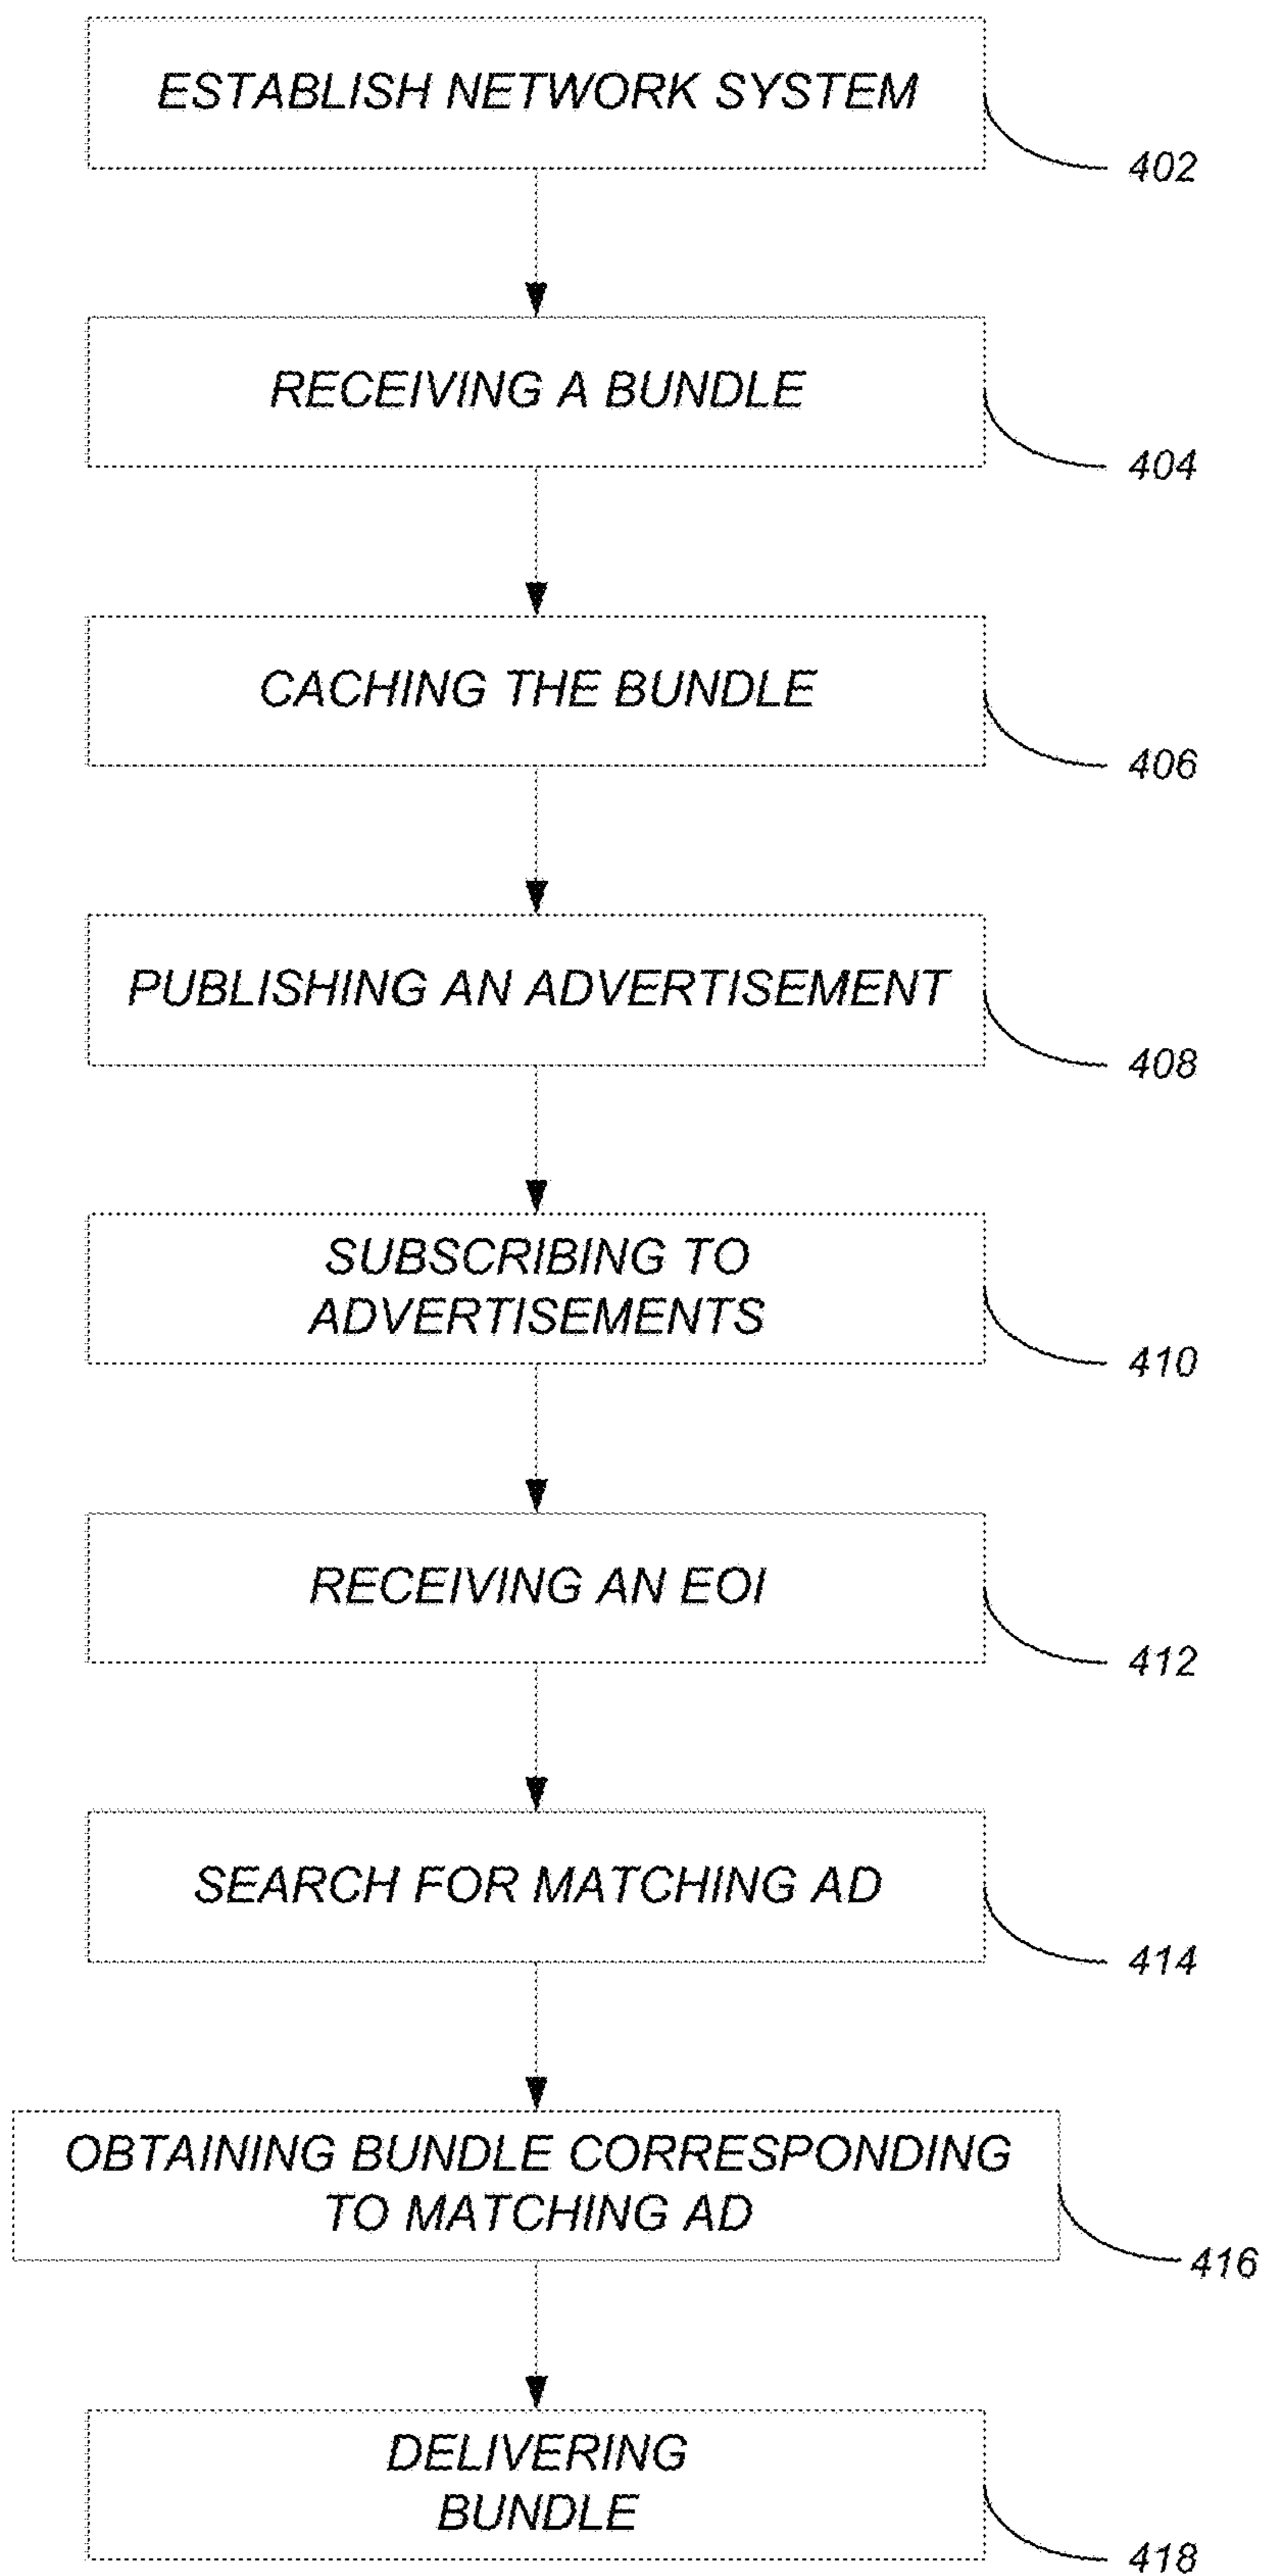 ESTABLISH NETWORK SYSTEM
402
RECEIVING A BUNDLE
404
CACHING THE BUNDLE
406
PUBLISHING AN ADVERTISEMENT
408
SUBSCRIBING TO
ADVERTISEMENTS
410
RECEIVING AN EOI
412
SEARCH FOR MATCHING AD
414
OBTAINING BUNDLE CORRESPONDING
TO MATCHING AD
416
DELIVERING
BUNDLE
418